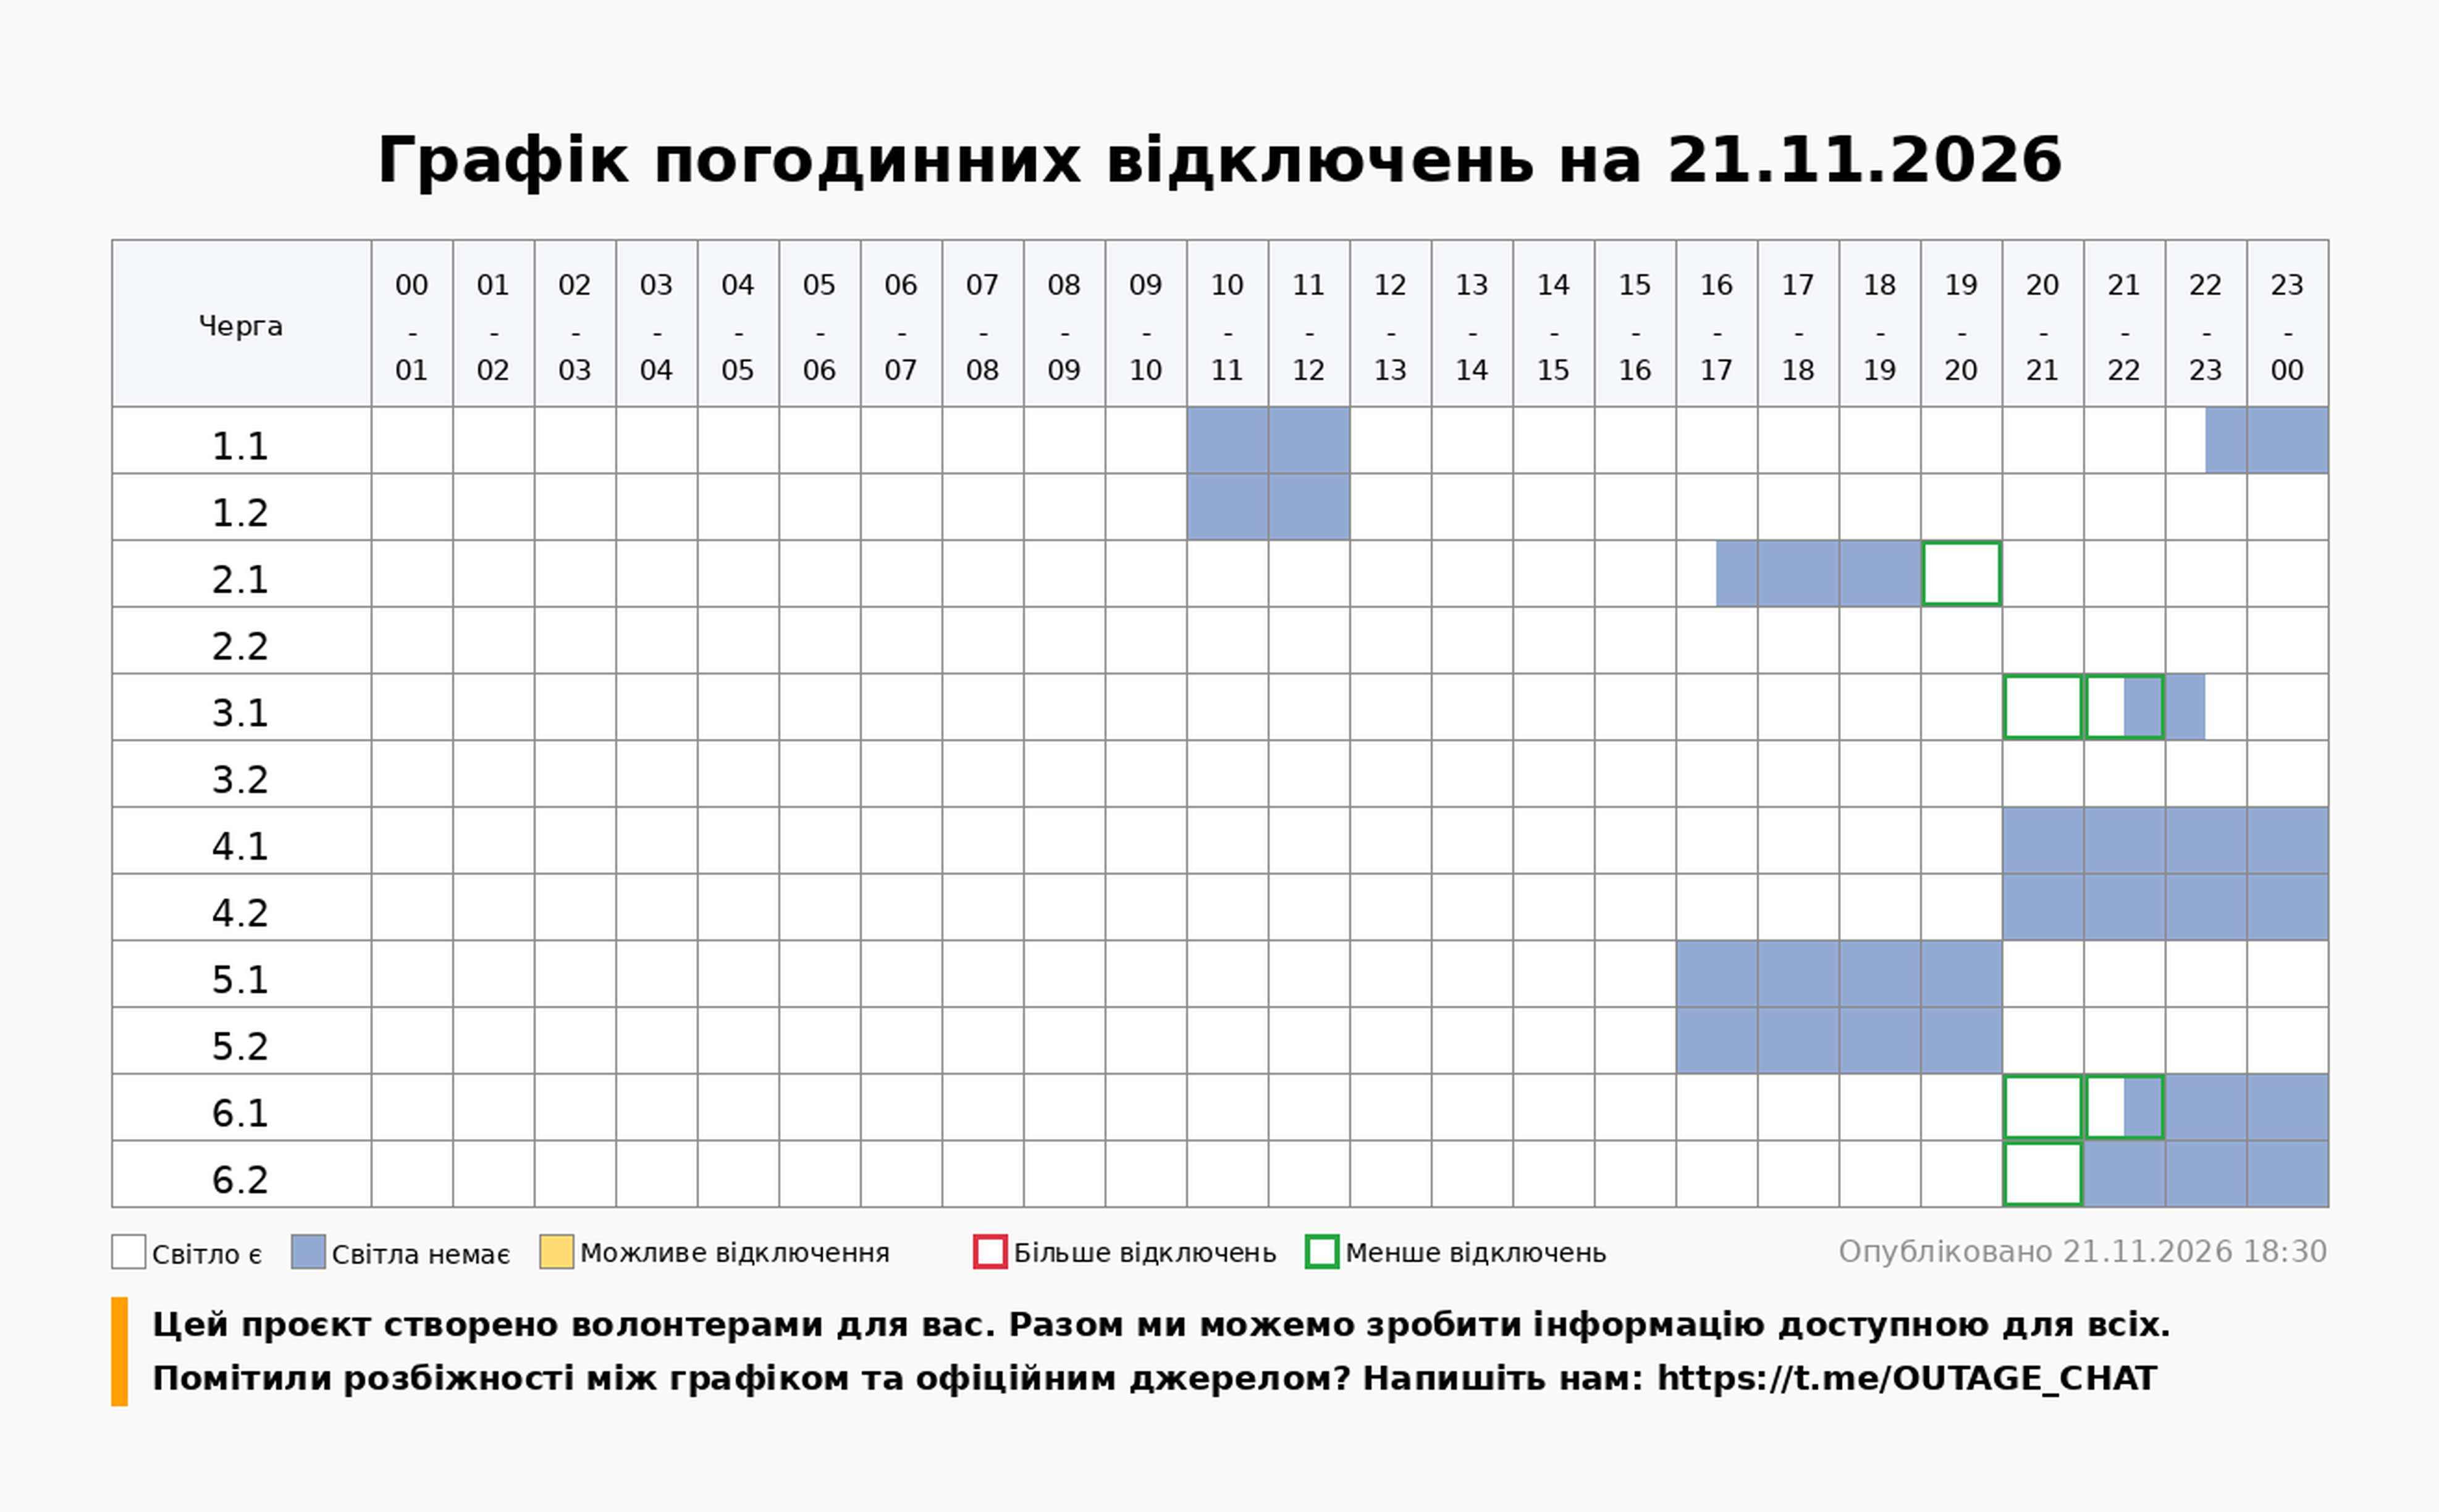 Графік погодинних відключень на 21.11.2026
Черга 00 - 01 01 - 02 02 - 03 03 - 04 04 - 05 05 - 06 06 - 07 07 - 08 08 - 09 09 - 10 10 - 11 11 - 12 12 - 13 13 - 14 14 - 15 15 - 16 16 - 17 17 - 18 18 - 19 19 - 20 20 - 21 21 - 22 22 - 23 23 - 00
1.1
1.2
2.1
2.2
3.1
3.2
4.1
4.2
5.1
5.2
6.1
6.2
Світло є Світла немає Можливе відключення Більше відключень Менше відключень Опубліковано 21.11.2026 18:30
Цей проєкт створено волонтерами для вас. Разом ми можемо зробити інформацію доступною для всіх.
Помітили розбіжності між графіком та офіційним джерелом? Напишіть нам: https://t.me/OUTAGE_CHAT